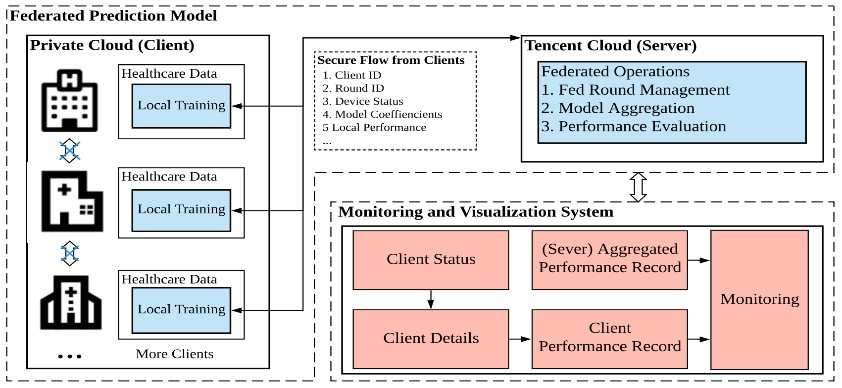 Federated Prediction Model
Private Cloud (Client)
H
Healthcare Data
Local Training
Healthcare Data
Local Training
Healthcare Data
Local Training
...
More Clients
Secure Flow from Clients
1. Client ID
2. Round ID
3. Device Status
4. Model Coeffiencients
5 Local Performance
...
Tencent Cloud (Server)
Federated Operations
1. Fed Round Management
2. Model Aggregation
3. Performance Evaluation
Monitoring and Visualization System
Client Status
(Sever) Aggregated
Performance Record
Client Details
Client
Performance Record
Monitoring